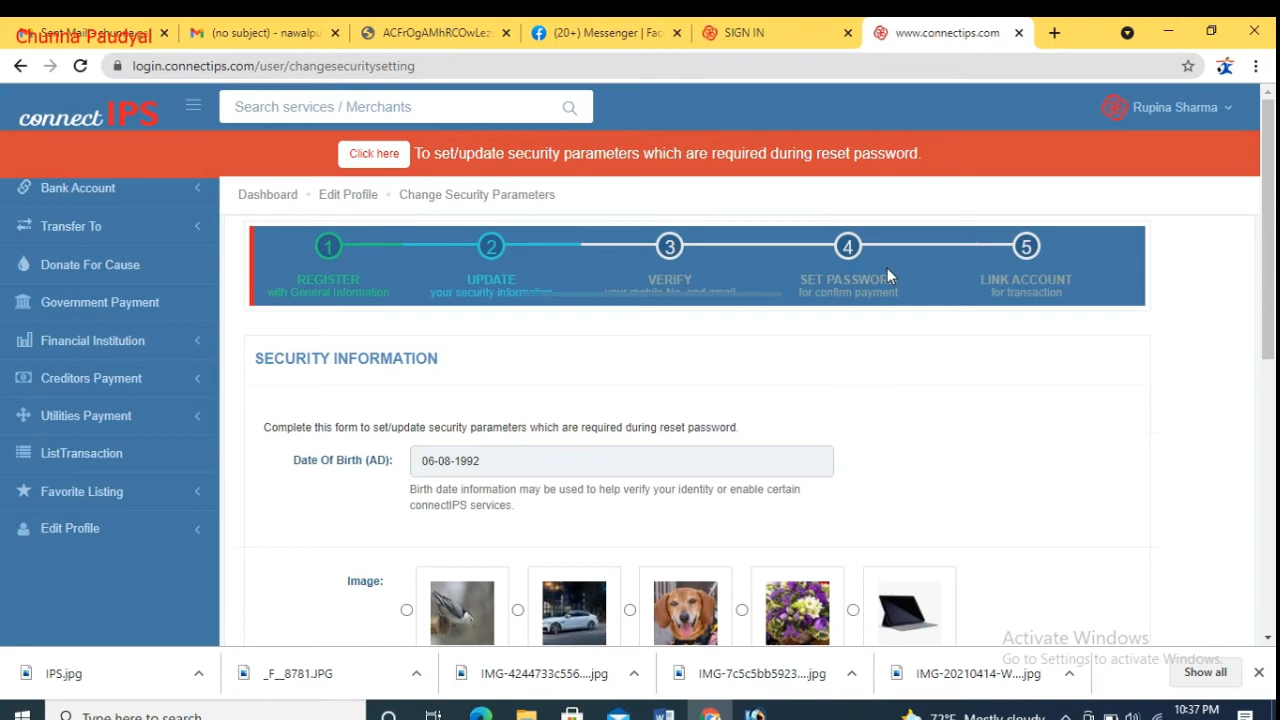 Chunna Paudyal
(no subject) - nawalpu
ACFrOgAMhRCOwLez
(20+) Messenger | Fac
SIGN IN
www.connectips.com
login.connectips.com/user/changesecuritysetting
connect IPS
Search services / Merchants
Rupina Sharma
Click here To set/update security parameters which are required during reset password.
Bank Account
Transfer To
Donate For Cause
Government Payment
Financial Institution
Creditors Payment
Utilities Payment
ListTransaction
Favorite Listing
Edit Profile
Dashboard • Edit Profile • Change Security Parameters
1 2 3 4 5
REGISTER UPDATE VERIFY SET PASSWORD LINK ACCOUNT
with General Information your security information your mobile No. and email for confirm payment for transaction
SECURITY INFORMATION
Complete this form to set/update security parameters which are required during reset password.
Date Of Birth (AD): 06-08-1992
Birth date information may be used to help verify your identity or enable certain
connectIPS services.
Image:
Activate Windows
Go to Settings to activate Windows.
IPS.jpg
_F__8781.JPG
IMG-4244733c556....jpg
IMG-7c5c5bb5923....jpg
IMG-20210414-W....jpg
Show all
Type here to search
72°F Mostly cloudy
10:37 PM